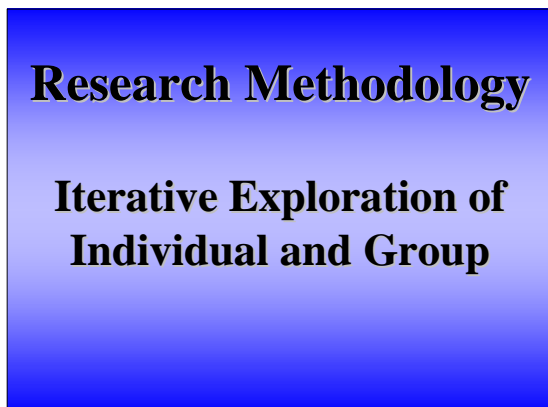 Research Methodology
Iterative Exploration of
Individual and Group